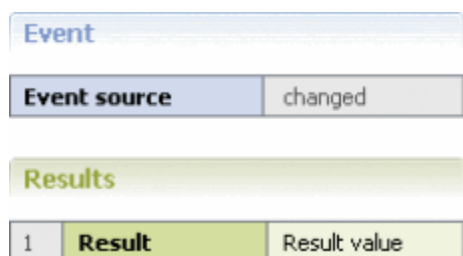 Event
Event source changed
Results
1 Result Result value